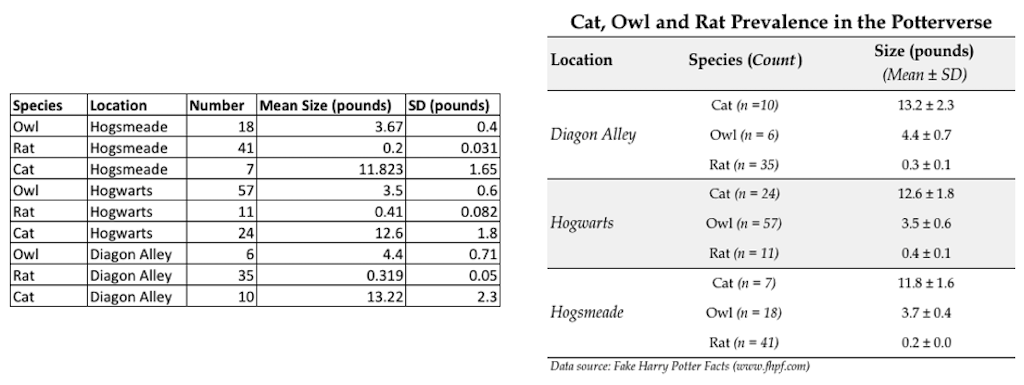 Species Location Number Mean Size (pounds) SD (pounds)
Owl Hogsmeade 18 3.67 0.4
Rat Hogsmeade 41 0.2 0.031
Cat Hogsmeade 7 11.823 1.65
Owl Hogwarts 57 3.5 0.6
Rat Hogwarts 11 0.41 0.082
Cat Hogwarts 24 12.6 1.8
Owl Diagon Alley 6 4.4 0.71
Rat Diagon Alley 35 0.319 0.05
Cat Diagon Alley 10 13.22 2.3
Cat, Owl and Rat Prevalence in the Potterverse
Location Species (Count) Size (pounds)
(Mean ± SD)
Cat (n =10) 13.2 ± 2.3
Diagon Alley Owl (n = 6) 4.4 ± 0.7
Rat (n = 35) 0.3 ± 0.1
Cat (n = 24) 12.6 ± 1.8
Hogwarts Owl (n = 57) 3.5 ± 0.6
Rat (n = 11) 0.4 ± 0.1
Cat (n = 7) 11.8 ± 1.6
Hogsmeade Owl (n = 18) 3.7 ± 0.4
Rat (n = 41) 0.2 ± 0.0
Data source: Fake Harry Potter Facts (www.fhpf.com)